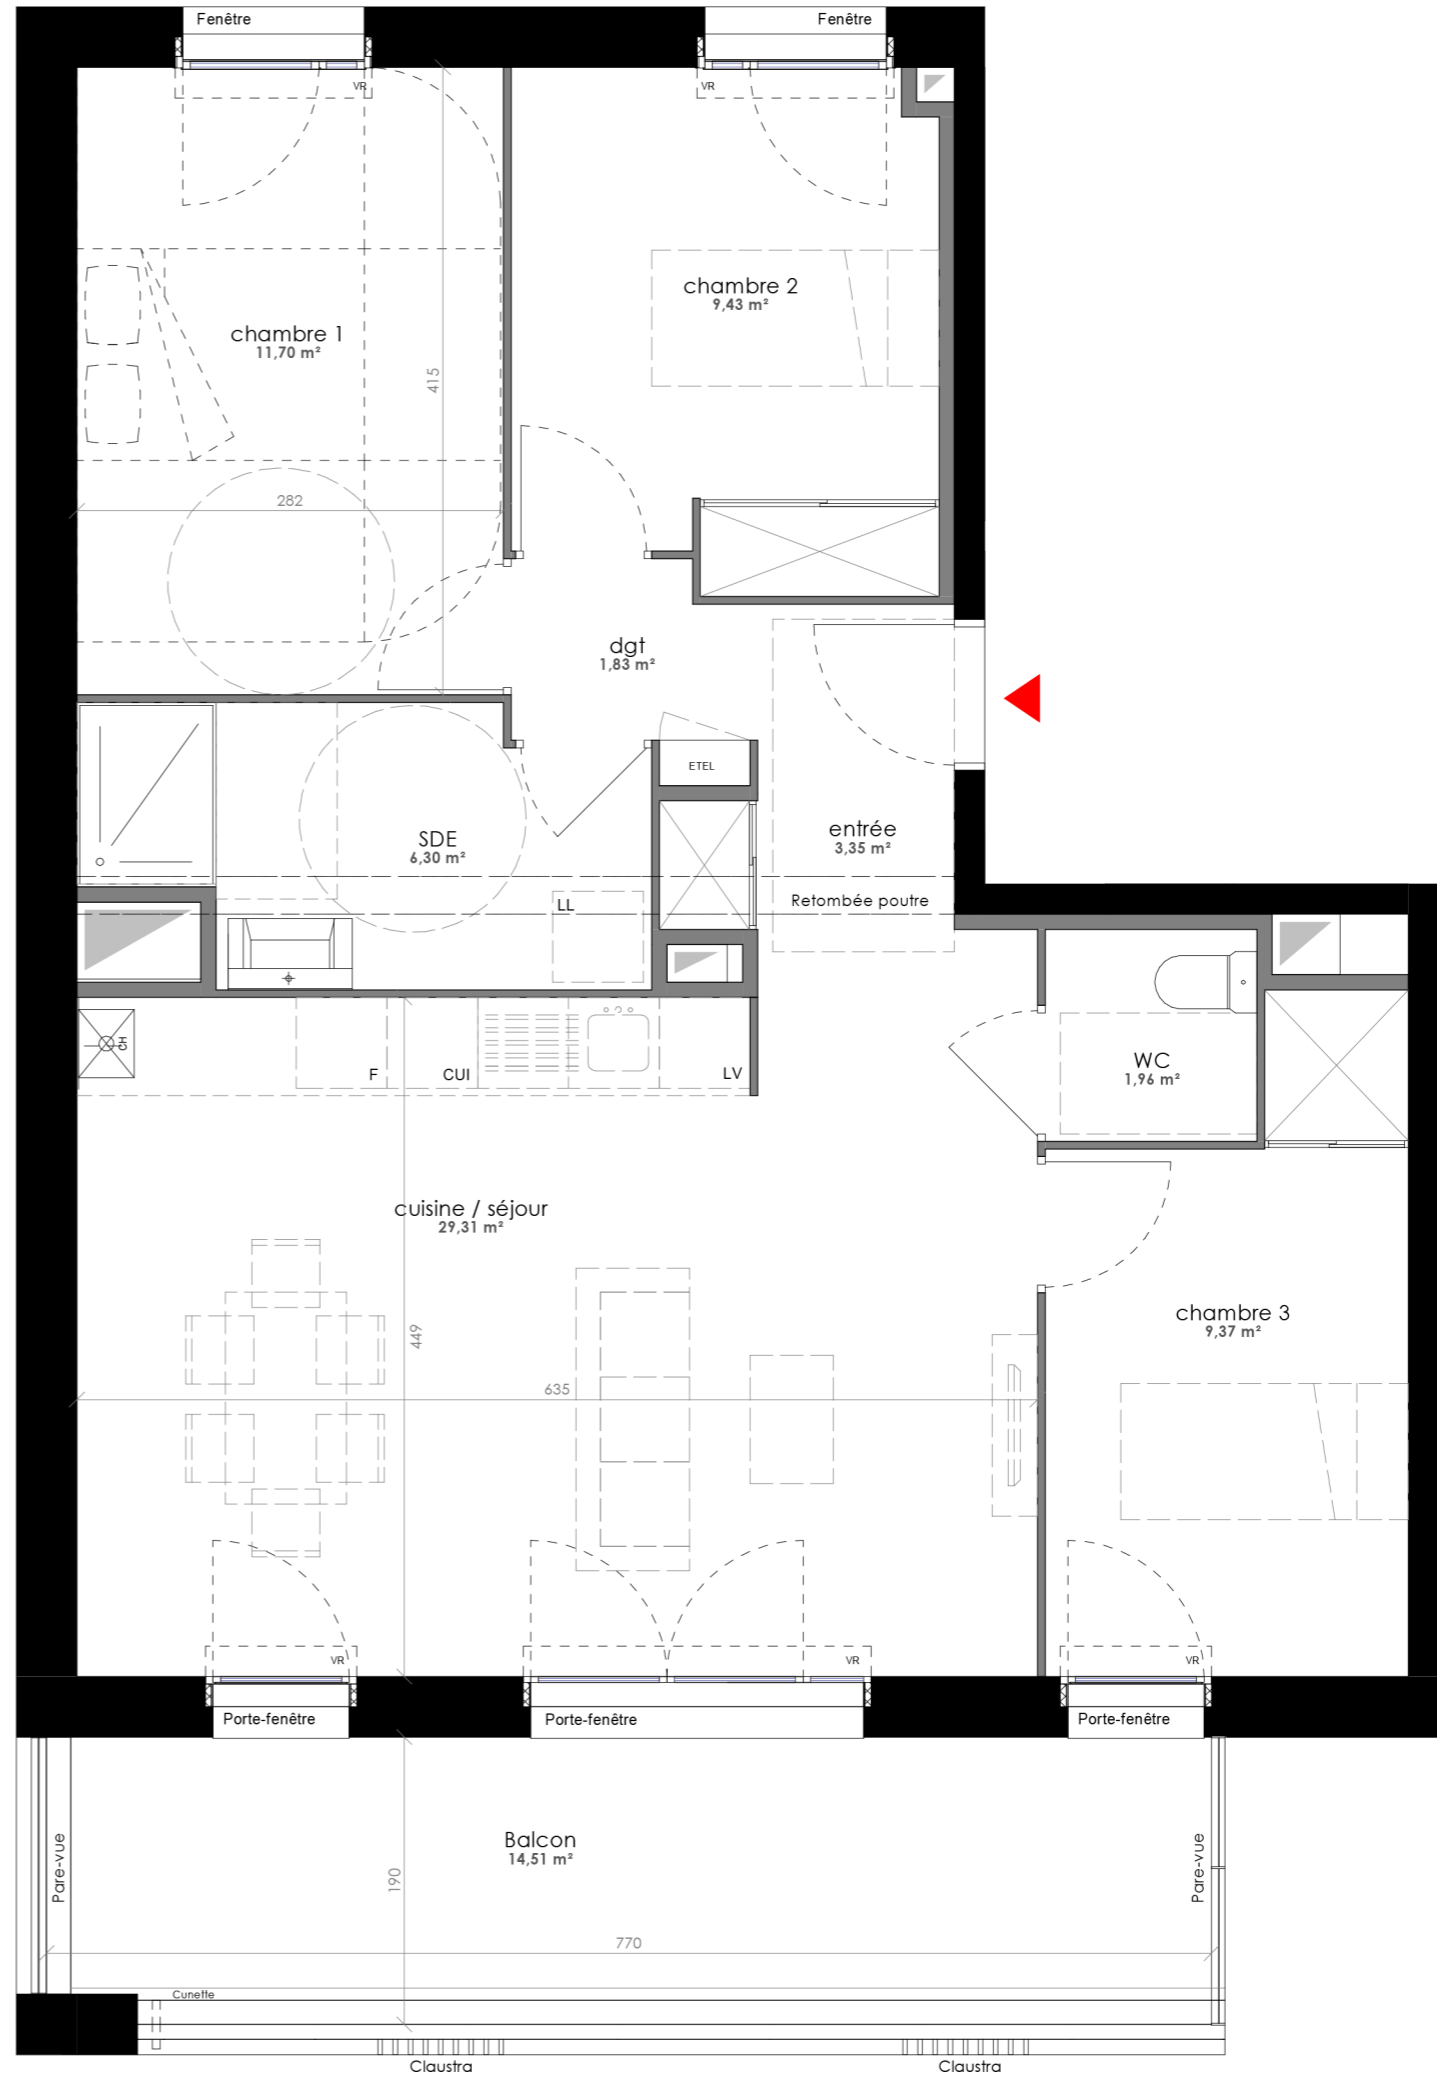 Fenêtre
Fenêtre
VR
VR
chambre 2
9,43 m²
chambre 1
11,70 m²
415
282
dgt
1,83 m²
ETEL
entrée
3,35 m²
SDE
6,30 m²
LL
Retombée poutre
CH
F
CUI
LV
WC
1,96 m²
cuisine / séjour
29,31 m²
449
635
chambre 3
9,37 m²
VR
VR
VR
Porte-fenêtre
Porte-fenêtre
Porte-fenêtre
Balcon
14,51 m²
Pare-vue
Pare-vue
190
770
Cunette
Claustra
Claustra